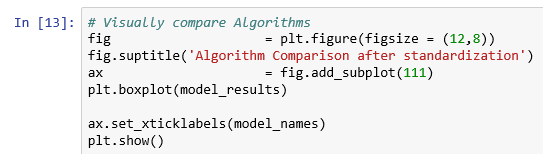 In [13]: # Visually compare Algorithms
fig = plt.figure(figsize = (12,8))
fig.suptitle('Algorithm Comparison after standardization')
ax = fig.add_subplot(111)
plt.boxplot(model_results)
ax.set_xticklabels(model_names)
plt.show()